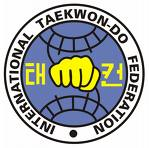 INTERNATIONAL TAEKWON-DO FEDERATION
태 권